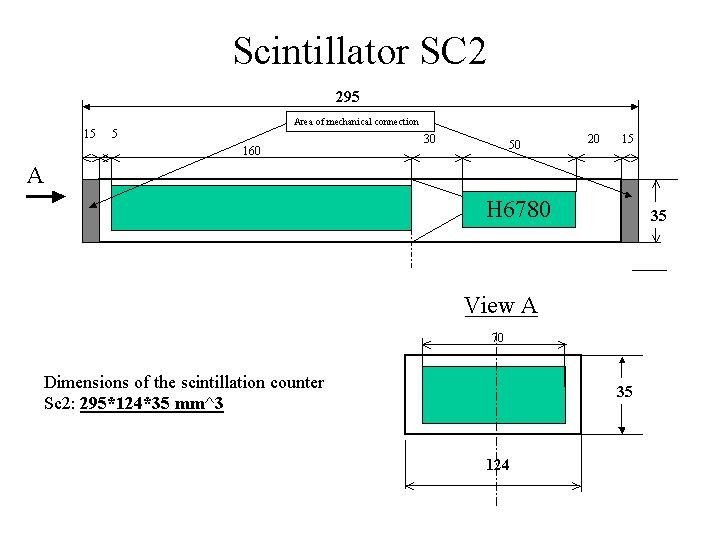 Scintillator SC2
295
Area of mechanical connection
15 5 160 30 50 20 15
A
H6780
35
View A
70
Dimensions of the scintillation counter
Sc2: 295*124*35 mm^3
35
124